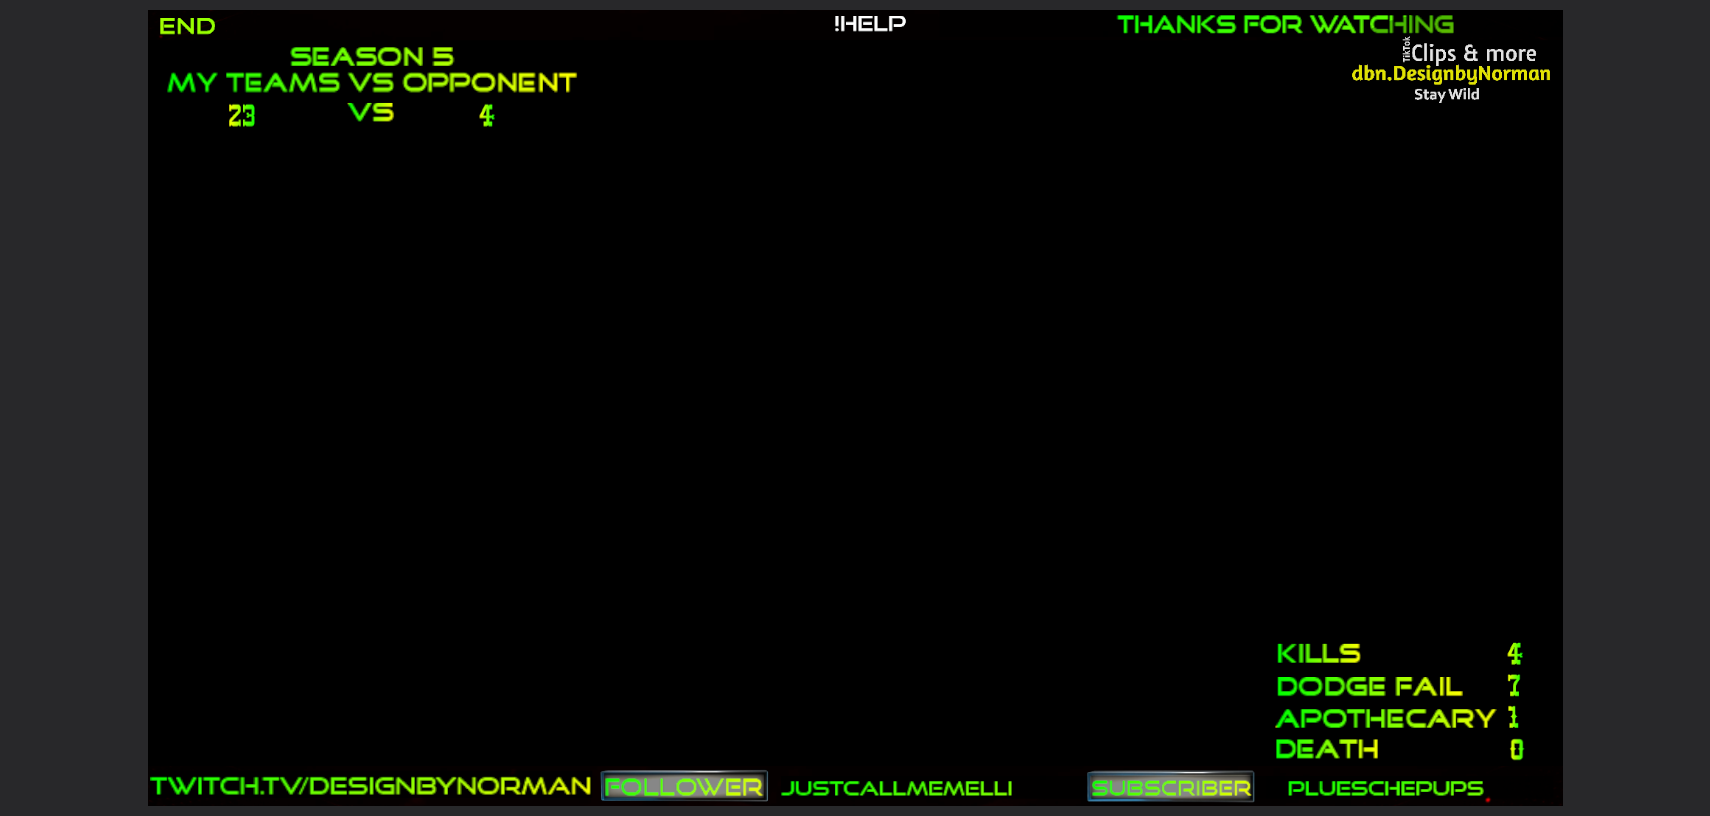 END
!HELP
THANKS FOR WATCHING
SEASON 5
MY TEAMS VS OPPONENT
23 VS 4
TikTok
Clips & more
dbn.DesignbyNorman
Stay Wild
KILLS 4
DODGE FAIL 7
APOTHECARY 1
DEATH 0
TWITCH.TV/DESIGNBYNORMAN
FOLLOWER
JUSTCALLMEMELLI
SUBSCRIBER
PLUESCHEPUPS